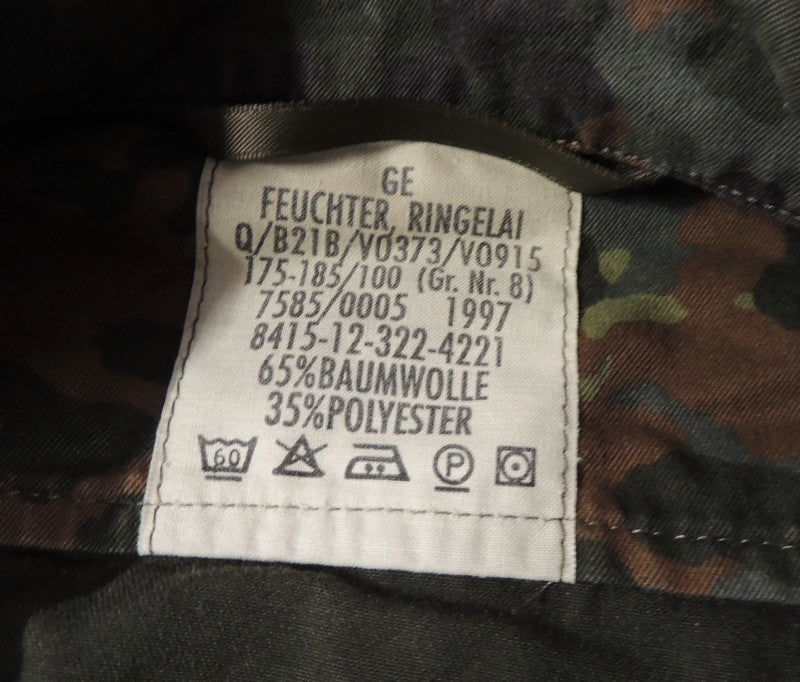 GE
FEUCHTER, RINGELAI
Q/B21B/V0373/V0915
175-185/100 (Gr. Nr. 8)
7585/0005 1997
8415-12-322-4221
65%BAUMWOLLE
35%POLYESTER
60 P